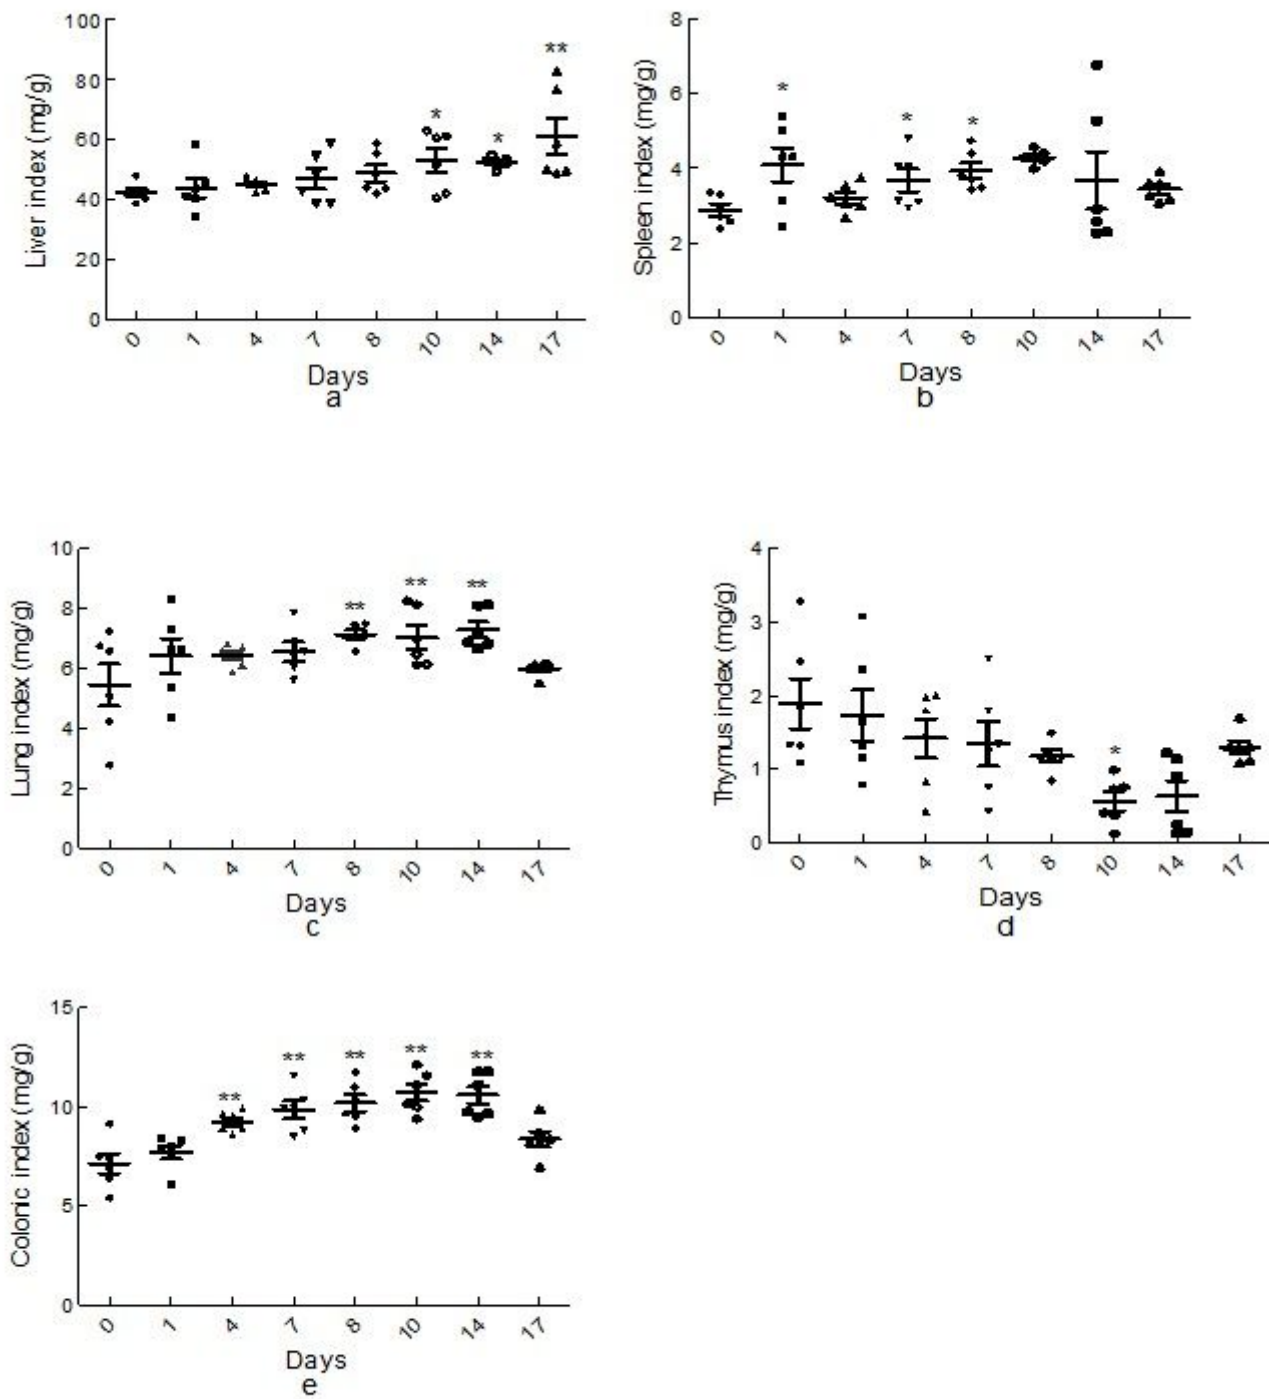 Liver index (mg/g)
100
80
60
40
20
0
* * **
0 1 4 7 8 10 14 17
Days
a
Spleen index (mg/g)
8
6
4
2
0
* * *
0 1 4 7 8 10 14 17
Days
b
Lung index (mg/g)
10
8
6
4
2
0
** ** **
0 1 4 7 8 10 14 17
Days
c
Thymus index (mg/g)
4
3
2
1
0
*
0 1 4 7 8 10 14 17
Days
d
Colonic index (mg/g)
15
10
5
0
** ** ** ** **
0 1 4 7 8 10 14 17
Days
e